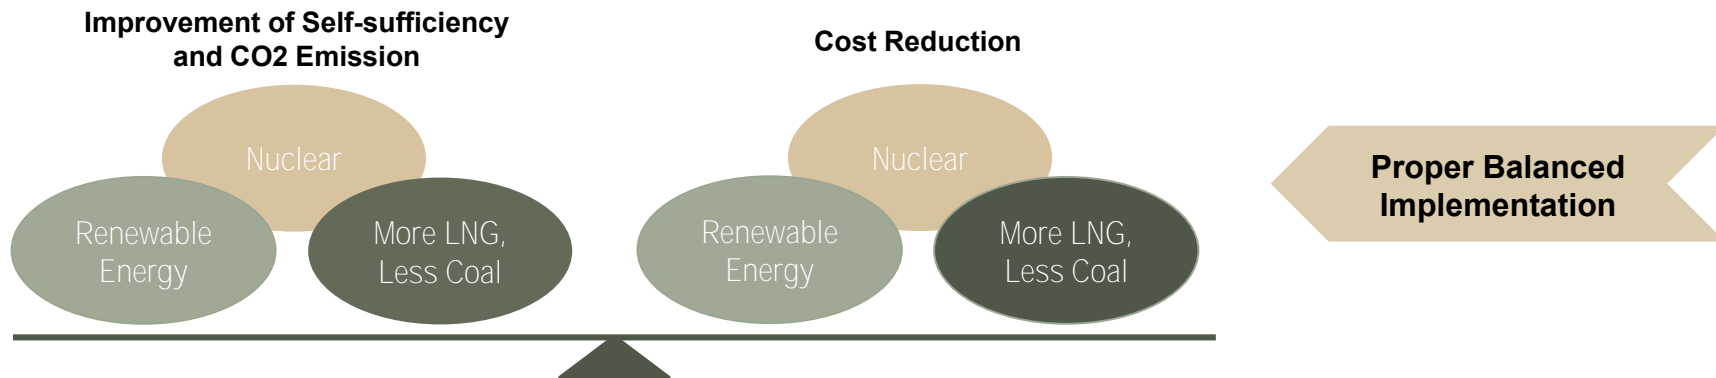 Improvement of Self-sufficiency
and CO2 Emission
Nuclear
Renewable
Energy
More LNG,
Less Coal
Cost Reduction
Nuclear
Renewable
Energy
More LNG,
Less Coal
Proper Balanced
Implementation